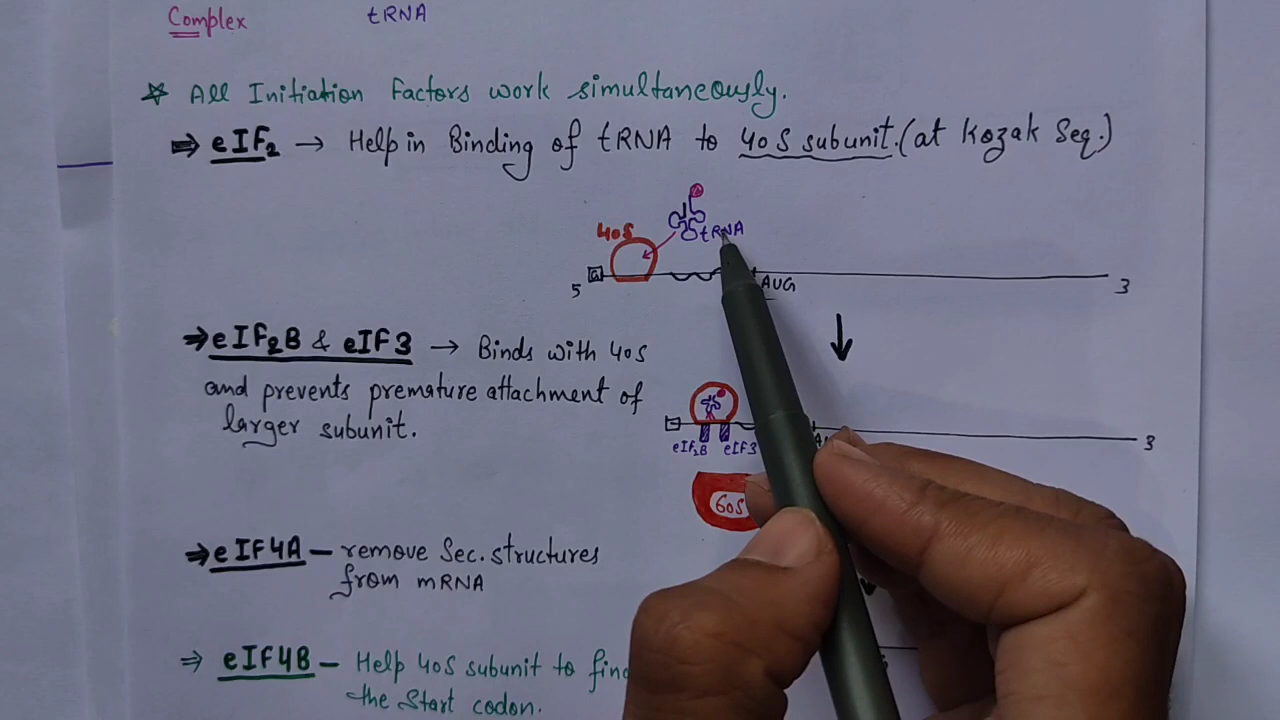 Complex tRNA
☆ All Initiation Factors work simultaneously.
⇒ eIF2 → Help in Binding of tRNA to 40S subunit. (at Kozak Seq.)
40S
tRNA
G
5 AUG 3
⇒ eIF2B & eIF3 → Binds with 40S
and prevents premature attachment of
larger subunit.
3
eIF2B eIF3
60S
⇒ eIF4A – remove Sec. structures
from mRNA
⇒ eIF4B – Help 40S subunit to find
the Start codon.